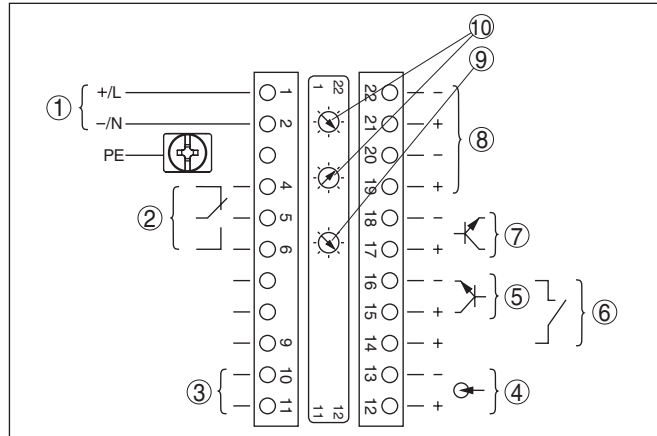 ⑩
⑨
① +/L 1 1 22 22 -
-/N 2 21 + ⑧
PE 20 -
4 19 +
② 5 18 - ⑦
6 17 +
16 - ⑤ ⑥
15 +
9 14 +
③ 10 13 - ④
11 11 12 12 +